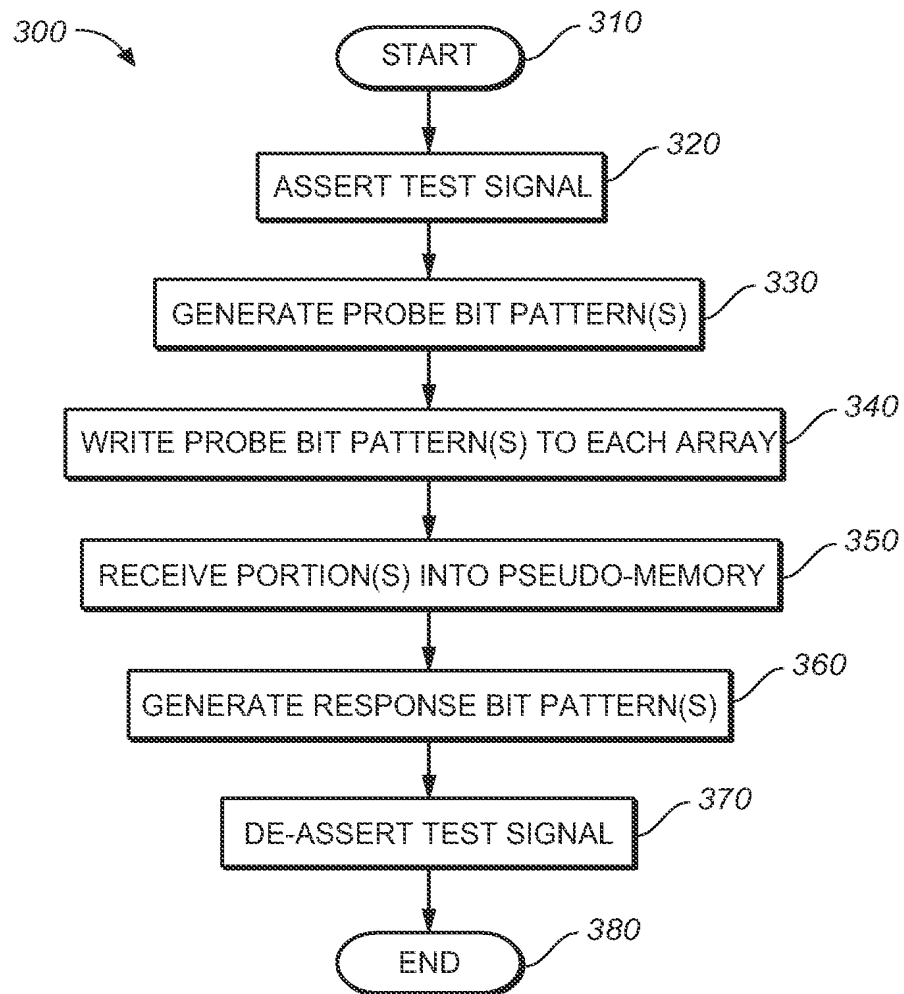 300
310
START
320
ASSERT TEST SIGNAL
330
GENERATE PROBE BIT PATTERN(S)
340
WRITE PROBE BIT PATTERN(S) TO EACH ARRAY
350
RECEIVE PORTION(S) INTO PSEUDO-MEMORY
360
GENERATE RESPONSE BIT PATTERN(S)
370
DE-ASSERT TEST SIGNAL
380
END